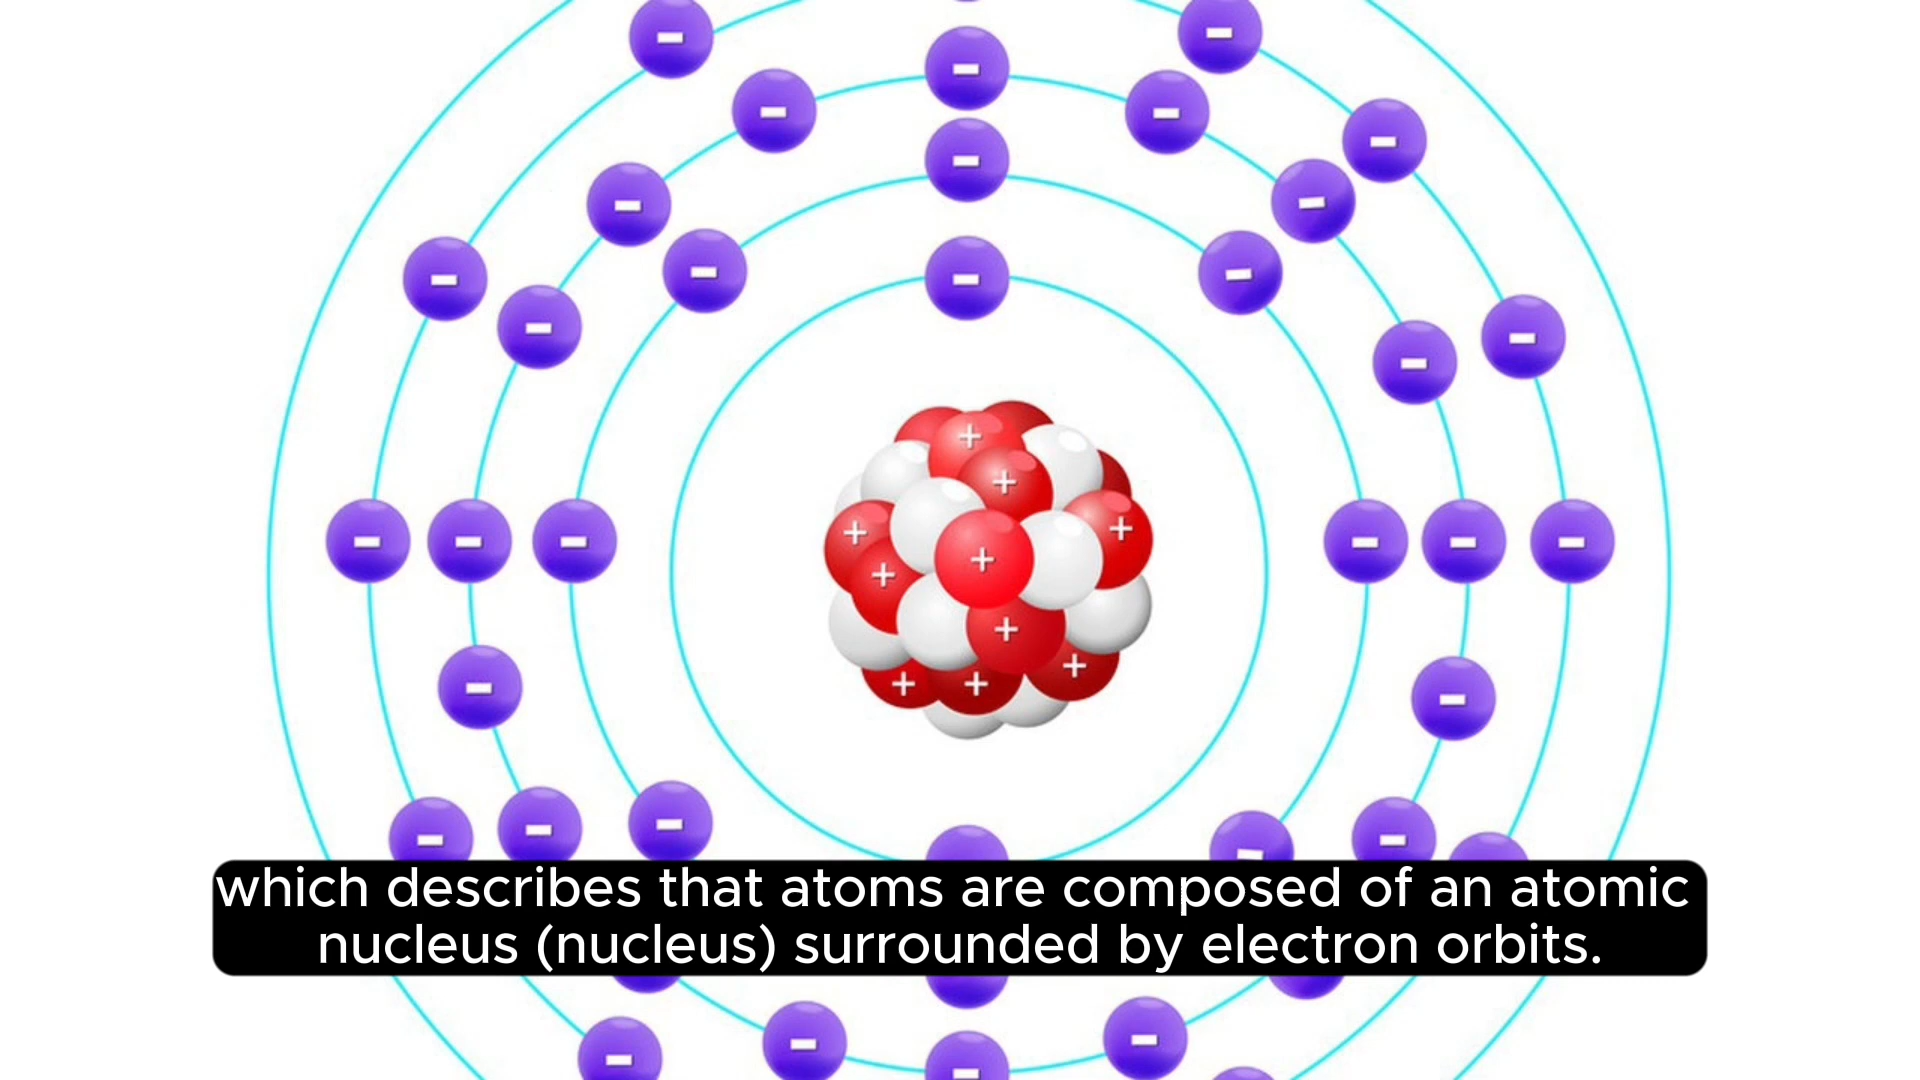 which describes that atoms are composed of an atomic
nucleus (nucleus) surrounded by electron orbits.